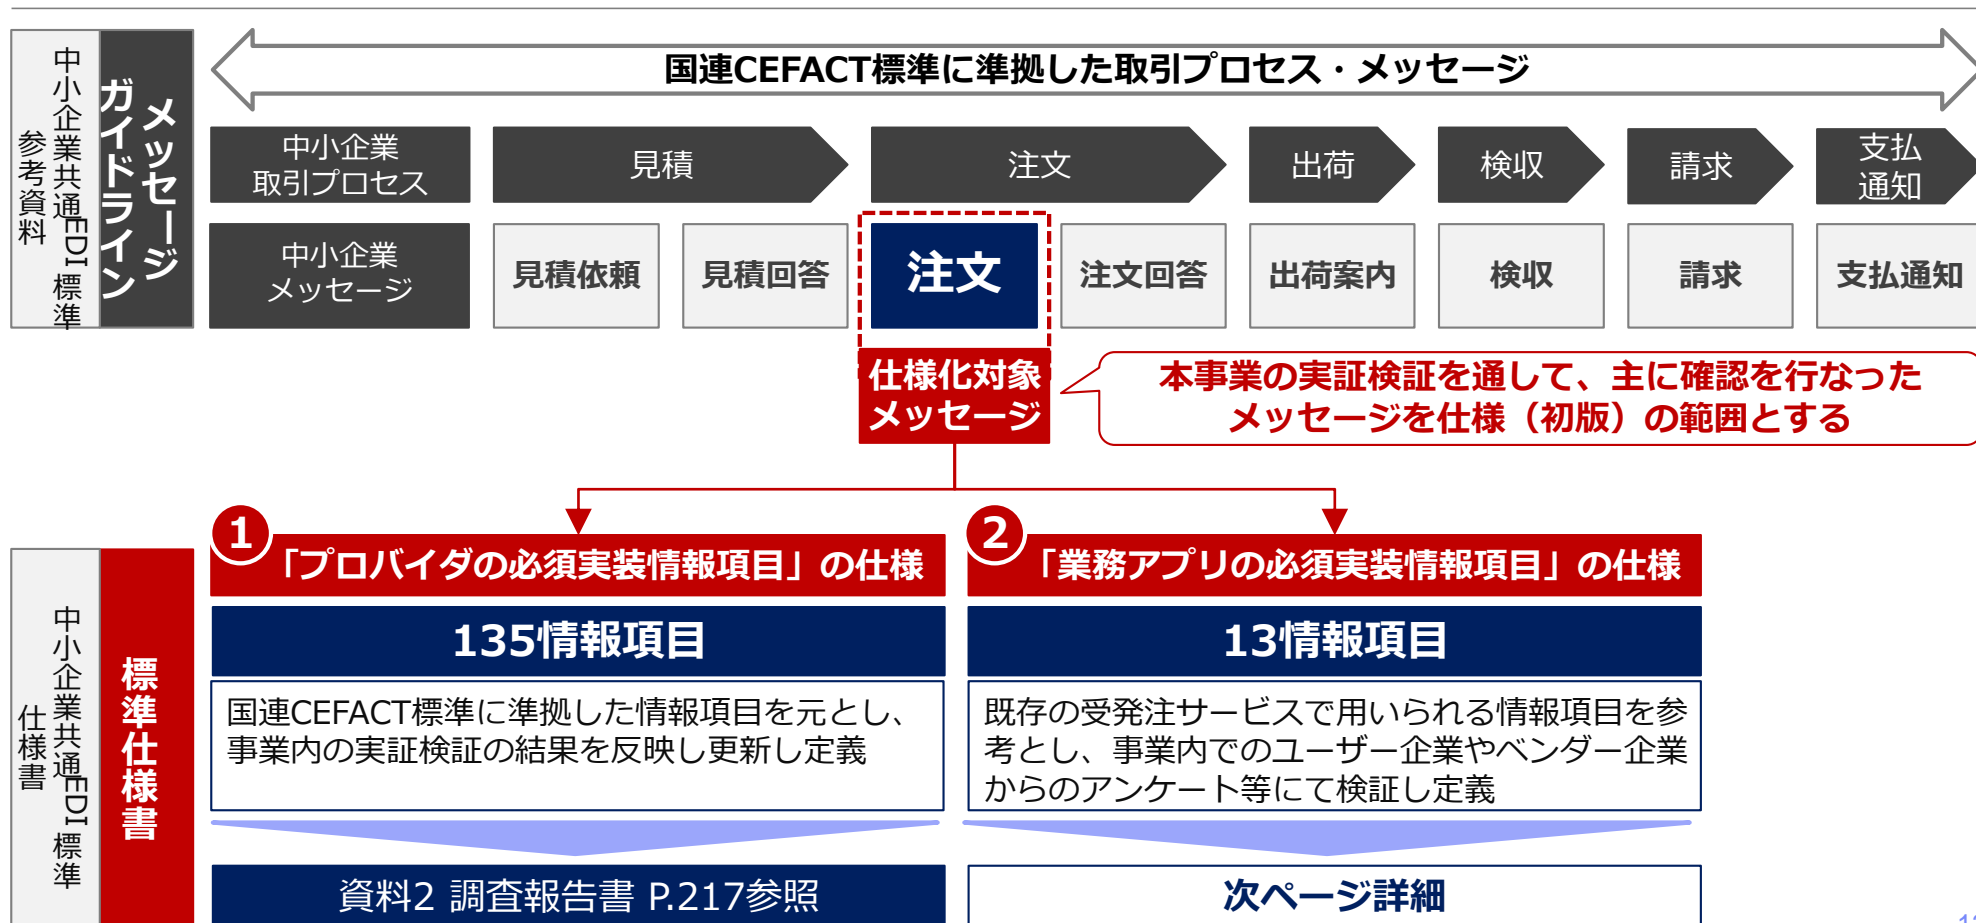 中小企業共通EDI標準
参考資料
メッセージ
ガイドライン
国連CEFACT標準に準拠した取引プロセス・メッセージ
中小企業
取引プロセス
見積
注文
出荷
検収
請求
支払
通知
中小企業
メッセージ
見積依頼
見積回答
注文
注文回答
出荷案内
検収
請求
支払通知
仕様化対象
メッセージ
本事業の実証検証を通して、主に確認を行なった
メッセージを仕様（初版）の範囲とする
中小企業共通EDI標準
仕様書
標準仕様書
1
「プロバイダの必須実装情報項目」の仕様
135情報項目
国連CEFACT標準に準拠した情報項目を元とし、
事業内の実証検証の結果を反映し更新し定義
資料2 調査報告書 P.217参照
2
「業務アプリの必須実装情報項目」の仕様
13情報項目
既存の受発注サービスで用いられる情報項目を参
考とし、事業内でのユーザー企業やベンダー企業
からのアンケート等にて検証し定義
次ページ詳細